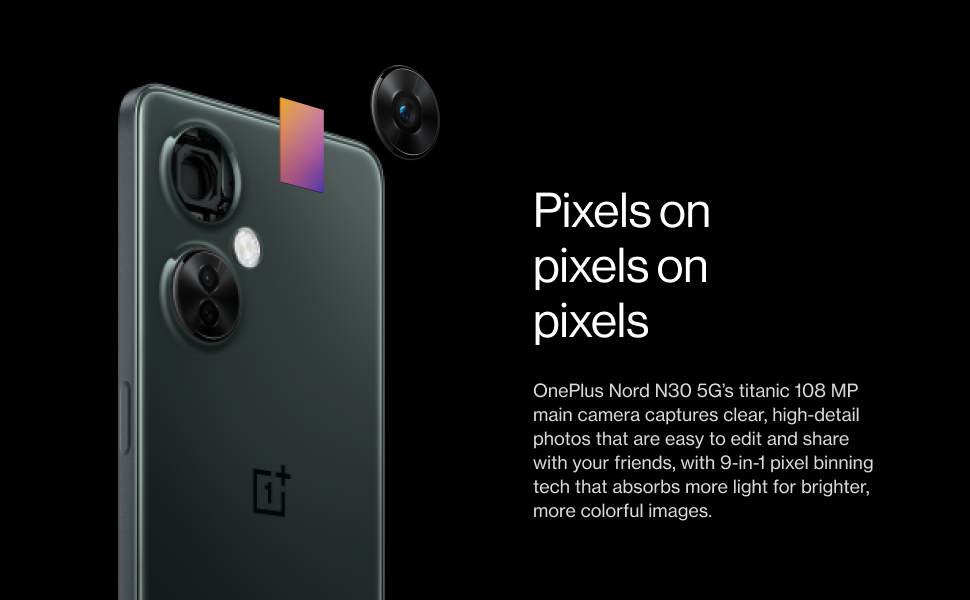 Pixels on
pixels on
pixels
OnePlus Nord N30 5G’s titanic 108 MP
main camera captures clear, high-detail
photos that are easy to edit and share
with your friends, with 9-in-1 pixel binning
tech that absorbs more light for brighter,
more colorful images.
1+